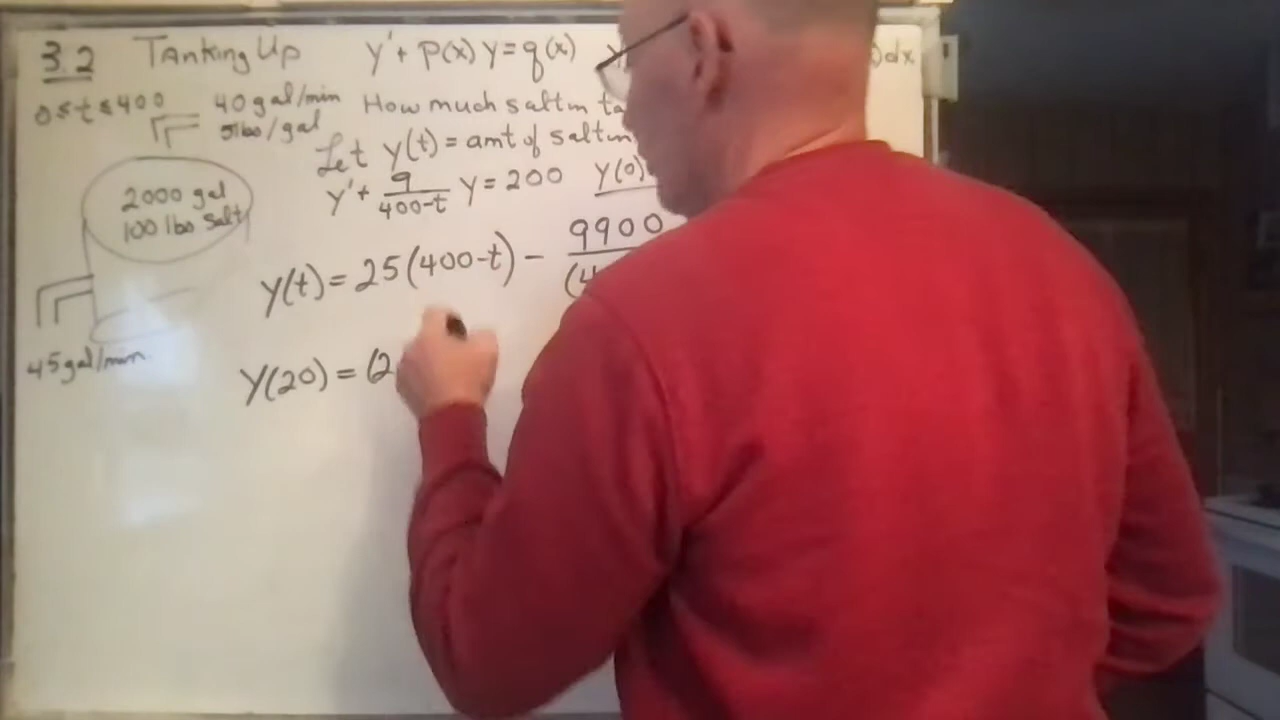 3.2 Tanking Up y' + p(x) y = q(x) dx
0≤t≤400 40 gal/min How much salt in
5 lbs/gal
Let y(t) = amt of salt in
2000 gal
100 lbs Salt
y' + 9/(400-t) y = 200 y(0)
y(t) = 25(400-t) - 9900
45 gal/min
y(20) = (2